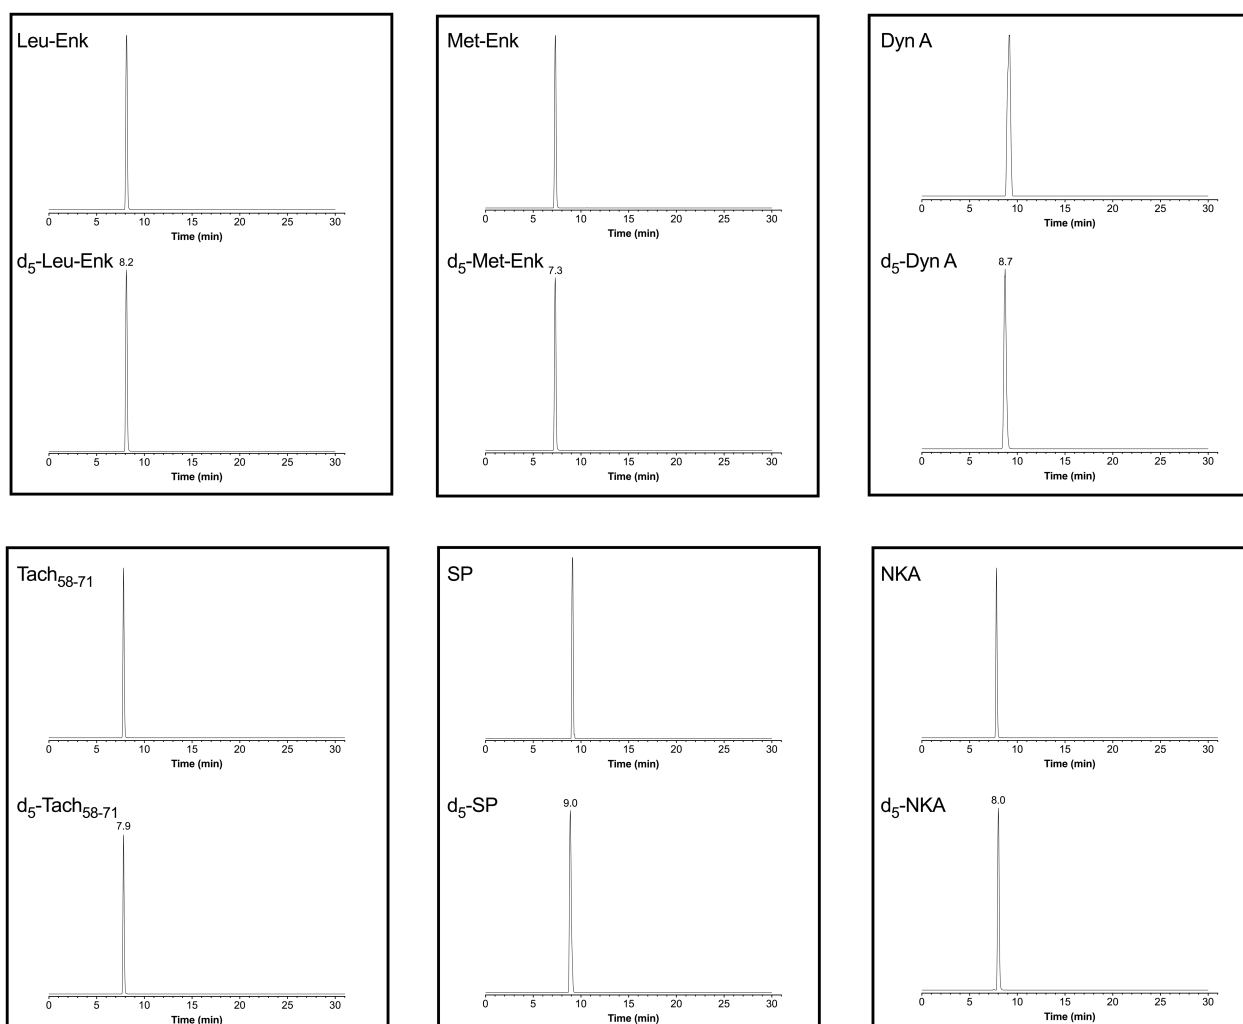 Leu-Enk
0 5 10 15 20 25 30
Time (min)
d5-Leu-Enk 8.2
0 5 10 15 20 25 30
Time (min)
Met-Enk
0 5 10 15 20 25 30
Time (min)
d5-Met-Enk 7.3
0 5 10 15 20 25 30
Time (min)
Dyn A
0 5 10 15 20 25 30
Time (min)
d5-Dyn A 8.7
0 5 10 15 20 25 30
Time (min)
Tach58-71
0 5 10 15 20 25 30
Time (min)
d5-Tach58-71
7.9
0 5 10 15 20 25 30
Time (min)
SP
0 5 10 15 20 25 30
Time (min)
d5-SP 9.0
0 5 10 15 20 25 30
Time (min)
NKA
0 5 10 15 20 25 30
Time (min)
d5-NKA 8.0
0 5 10 15 20 25 30
Time (min)